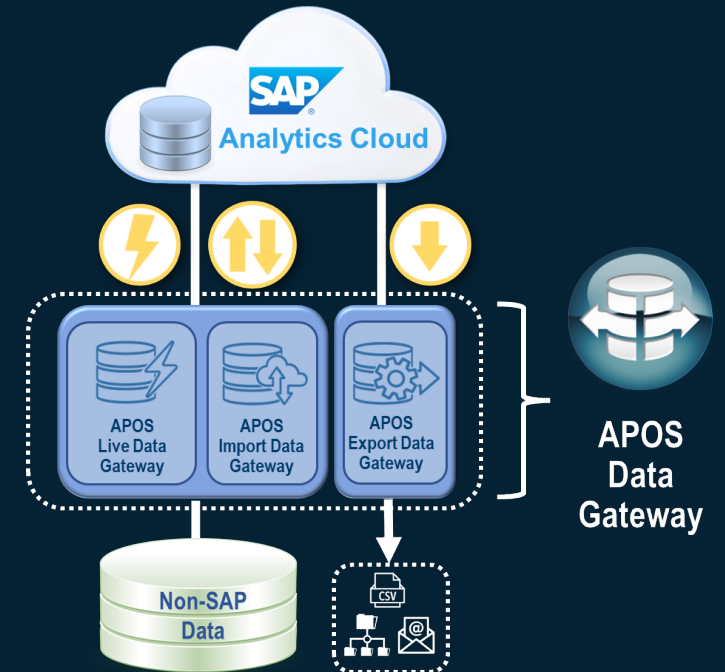 SAP
®
Analytics Cloud
APOS
Live Data
Gateway
APOS
Import Data
Gateway
APOS
Export Data
Gateway
APOS
Data
Gateway
Non-SAP
Data
CSV
@